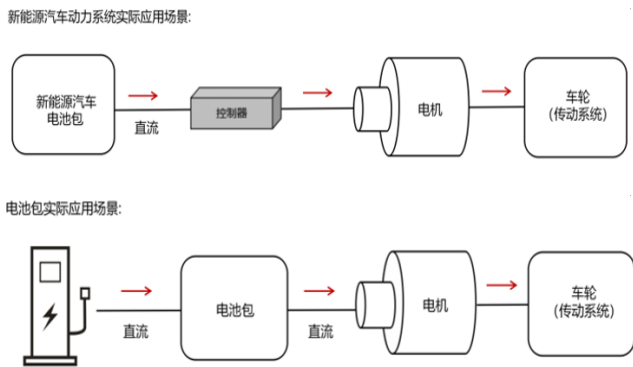 新能源汽车动力系统实际应用场景:
新能源汽车
电池包
直流
控制器
电机
车轮
（传动系统）
电池包实际应用场景:
直流
电池包
直流
电机
车轮
（传动系统）